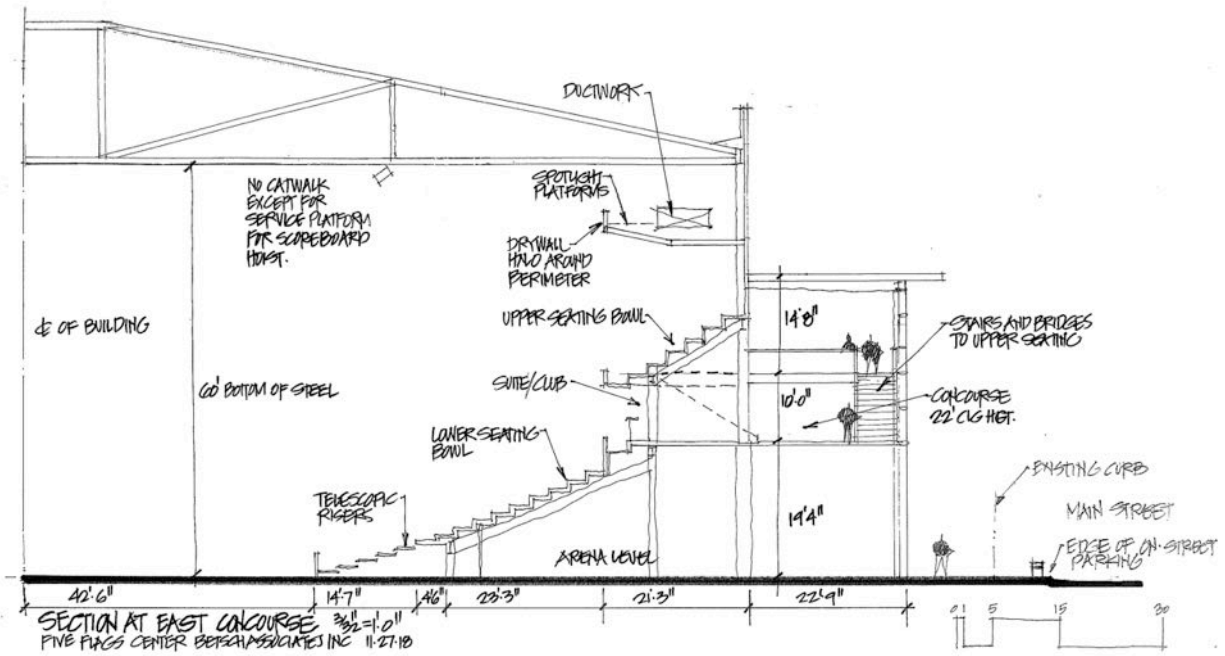 DUCTWORK
NO CATWALK
EXCEPT FOR
SERVICE PLATFORM
FOR SCOREBOARD
HOIST.
SPOTLIGHT
PLATFORMS
DRYWALL
HALO AROUND
PERIMETER
UPPER SEATING BOWL
14'8"
STAIRS AND BRIDGES
TO UPPER SEATING
℄ OF BUILDING
60' BOTTOM OF STEEL
SUITE/CLUB
10'0"
CONCOURSE
22' CLG HGT.
LOWER SEATING
BOWL
TELESCOPIC
RISERS
19'4"
ARENA LEVEL
EXISTING CURB
MAIN STREET
EDGE OF ON-STREET
PARKING
42'6"
14'7"
4'6"
23'3"
21'3"
22'9"
SECTION AT EAST CONCOURSE 3/32"=1'0"
FIVE FLAGS CENTER BETSCH ASSOCIATES INC 11·27·18
0 1 5 15 30